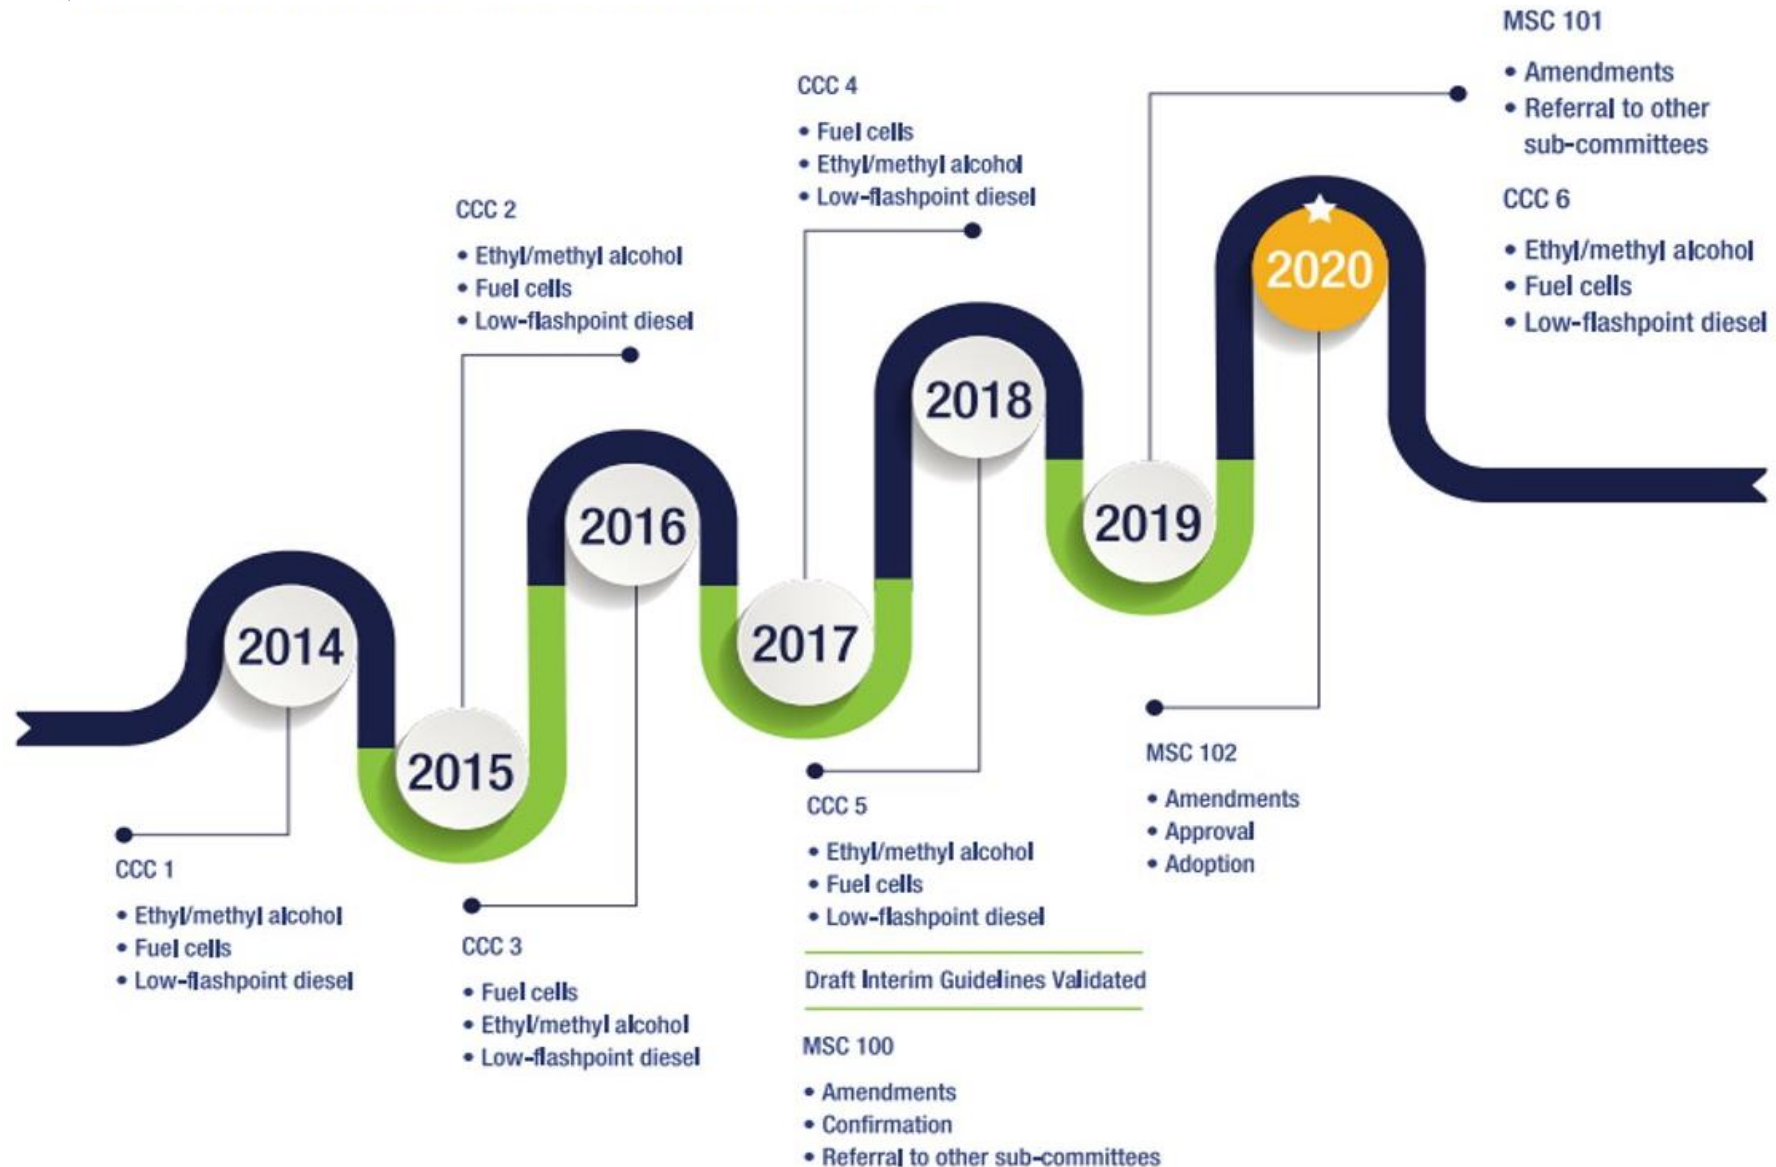 2014
CCC 1
• Ethyl/methyl alcohol
• Fuel cells
• Low-flashpoint diesel
2015
CCC 2
• Ethyl/methyl alcohol
• Fuel cells
• Low-flashpoint diesel
2016
CCC 3
• Fuel cells
• Ethyl/methyl alcohol
• Low-flashpoint diesel
2017
CCC 4
• Fuel cells
• Ethyl/methyl alcohol
• Low-flashpoint diesel
2018
CCC 5
• Ethyl/methyl alcohol
• Fuel cells
• Low-flashpoint diesel
Draft Interim Guidelines Validated
MSC 100
• Amendments
• Confirmation
• Referral to other sub-committees
2019
MSC 101
• Amendments
• Referral to other
sub-committees
CCC 6
• Ethyl/methyl alcohol
• Fuel cells
• Low-flashpoint diesel
2020
MSC 102
• Amendments
• Approval
• Adoption